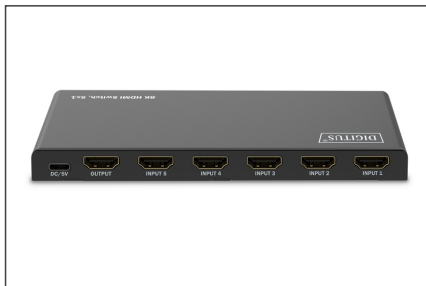 8K HDMI Switch, 5x1
DIGITUS®
DC/5V OUTPUT INPUT 5 INPUT 4 INPUT 3 INPUT 2 INPUT 1